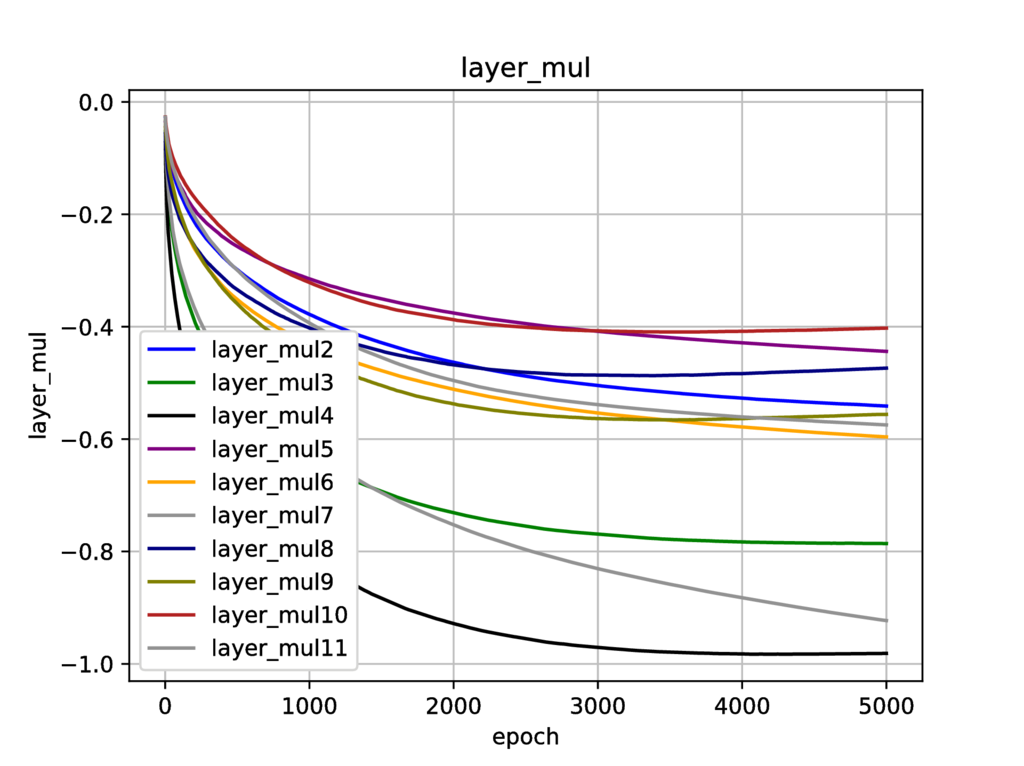 layer_mul
0.0
−0.2
−0.4
−0.6
−0.8
−1.0
layer_mul
layer_mul2
layer_mul3
layer_mul4
layer_mul5
layer_mul6
layer_mul7
layer_mul8
layer_mul9
layer_mul10
layer_mul11
0 1000 2000 3000 4000 5000
epoch